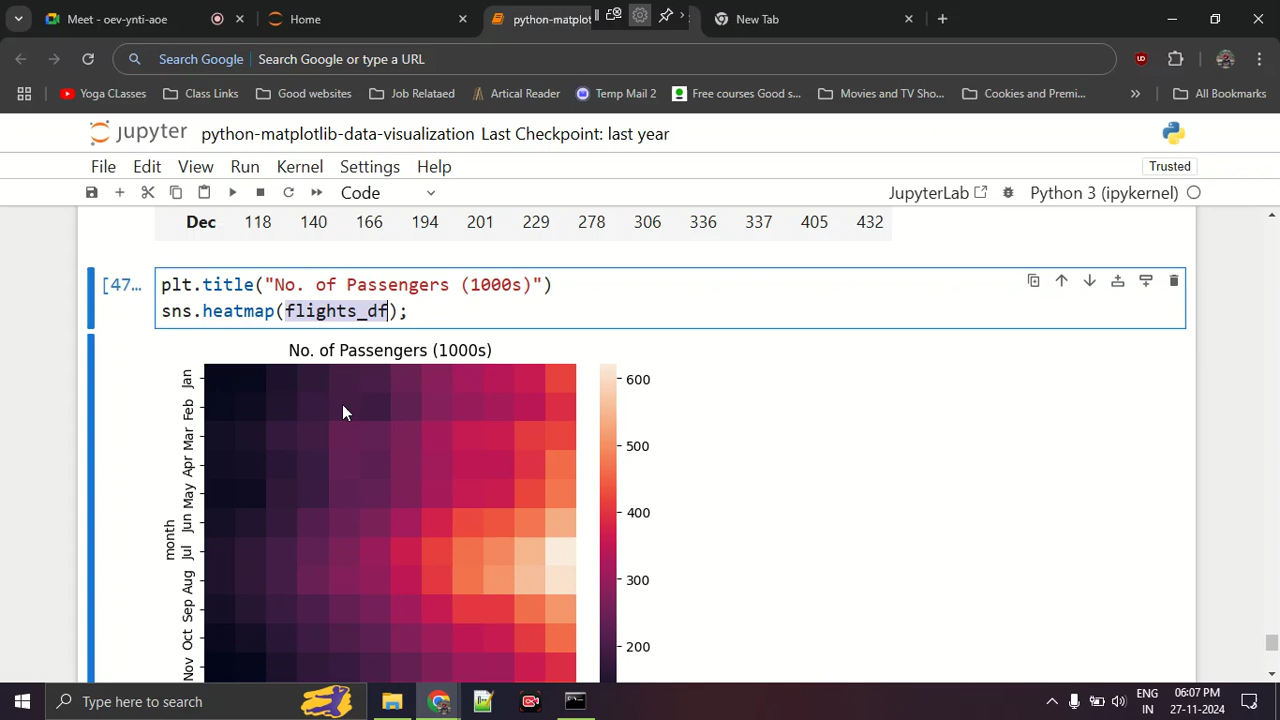 Meet - oev-ynti-aoe
Home
python-matplot
New Tab
Search Google
Search Google or type a URL
Yoga CLasses
Class Links
Good websites
Job Relataed
Artical Reader
Temp Mail 2
Free courses Good s...
Movies and TV Sho...
Cookies and Premi...
All Bookmarks
jupyter
python-matplotlib-data-visualization Last Checkpoint: last year
File Edit View Run Kernel Settings Help
Trusted
Code
JupyterLab
Python 3 (ipykernel)
Dec 118 140 166 194 201 229 278 306 336 337 405 432
[47...
plt.title("No. of Passengers (1000s)")
sns.heatmap(flights_df);
No. of Passengers (1000s)
month
Jan
Feb
Mar
Apr
May
Jun
Jul
Aug
Sep
Oct
Nov
600
500
400
300
200
Type here to search
ENG
IN
06:07 PM
27-11-2024